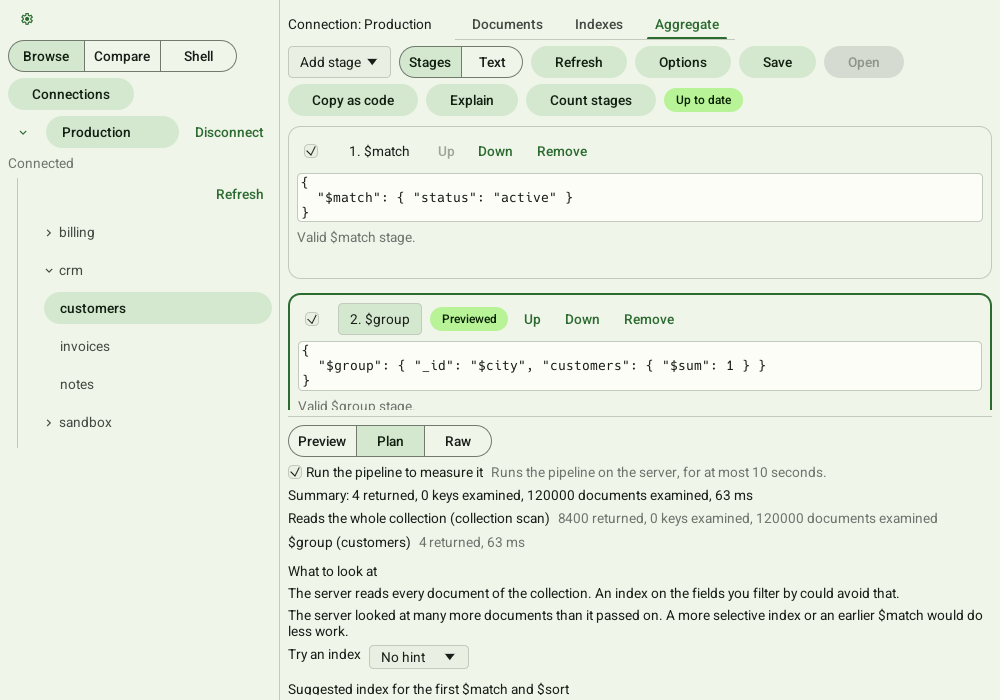 Connection: Production
Documents
Indexes
Aggregate
Browse
Compare
Shell
Add stage
Stages
Text
Refresh
Options
Save
Open
Connections
Copy as code
Explain
Count stages
Up to date
Production
Disconnect
Connected
Refresh
billing
crm
customers
invoices
notes
sandbox
1. $match
Up
Down
Remove
{
"$match": { "status": "active" }
}
Valid $match stage.
2. $group
Previewed
Up
Down
Remove
{
"$group": { "_id": "$city", "customers": { "$sum": 1 } }
}
Valid $group stage.
Preview
Plan
Raw
Run the pipeline to measure it Runs the pipeline on the server, for at most 10 seconds.
Summary: 4 returned, 0 keys examined, 120000 documents examined, 63 ms
Reads the whole collection (collection scan) 8400 returned, 0 keys examined, 120000 documents examined
$group (customers) 4 returned, 63 ms
What to look at
The server reads every document of the collection. An index on the fields you filter by could avoid that.
The server looked at many more documents than it passed on. A more selective index or an earlier $match would do
less work.
Try an index
No hint
Suggested index for the first $match and $sort